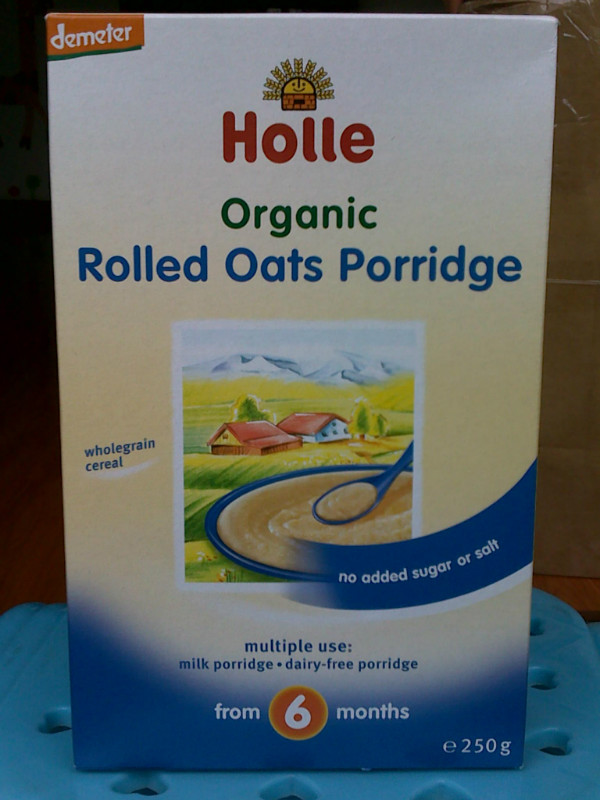 demeter
Holle
Organic
Rolled Oats Porridge
wholegrain
cereal
no added sugar or salt
multiple use:
milk porridge • dairy-free porridge
from 6 months
℮ 250g